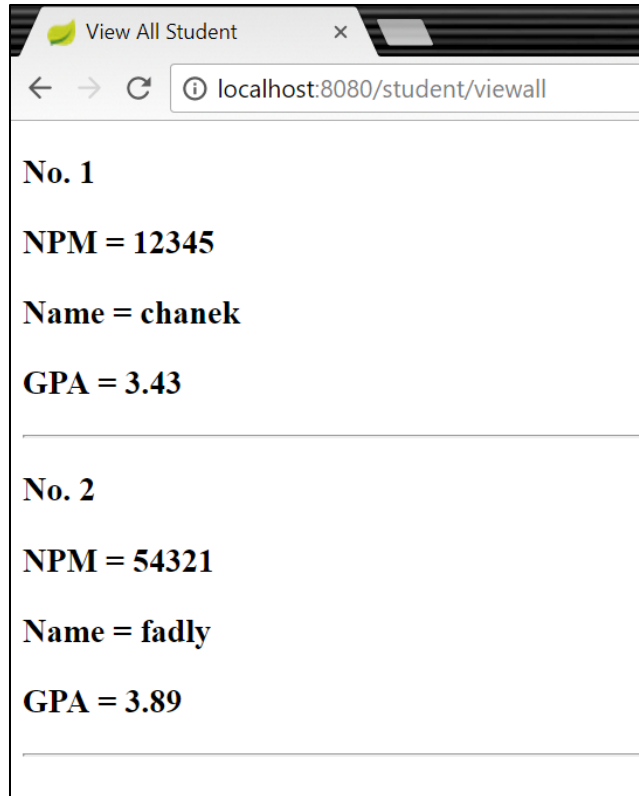 View All Student
localhost:8080/student/viewall
No. 1
NPM = 12345
Name = chanek
GPA = 3.43
No. 2
NPM = 54321
Name = fadly
GPA = 3.89